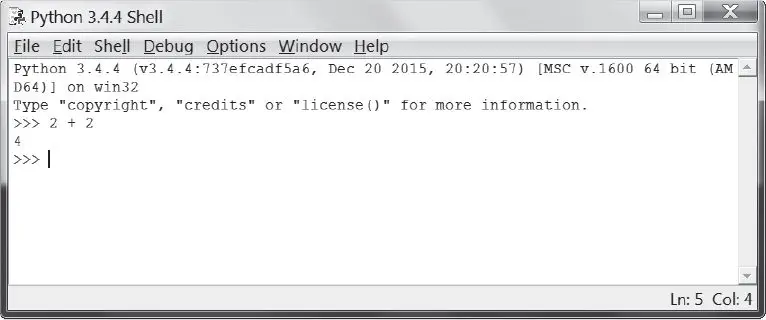 Python 3.4.4 Shell
File Edit Shell Debug Options Window Help
Python 3.4.4 (v3.4.4:737efcadf5a6, Dec 20 2015, 20:20:57) [MSC v.1600 64 bit (AM
D64)] on win32
Type "copyright", "credits" or "license()" for more information.
>>> 2 + 2
4
>>>
Ln: 5 Col: 4